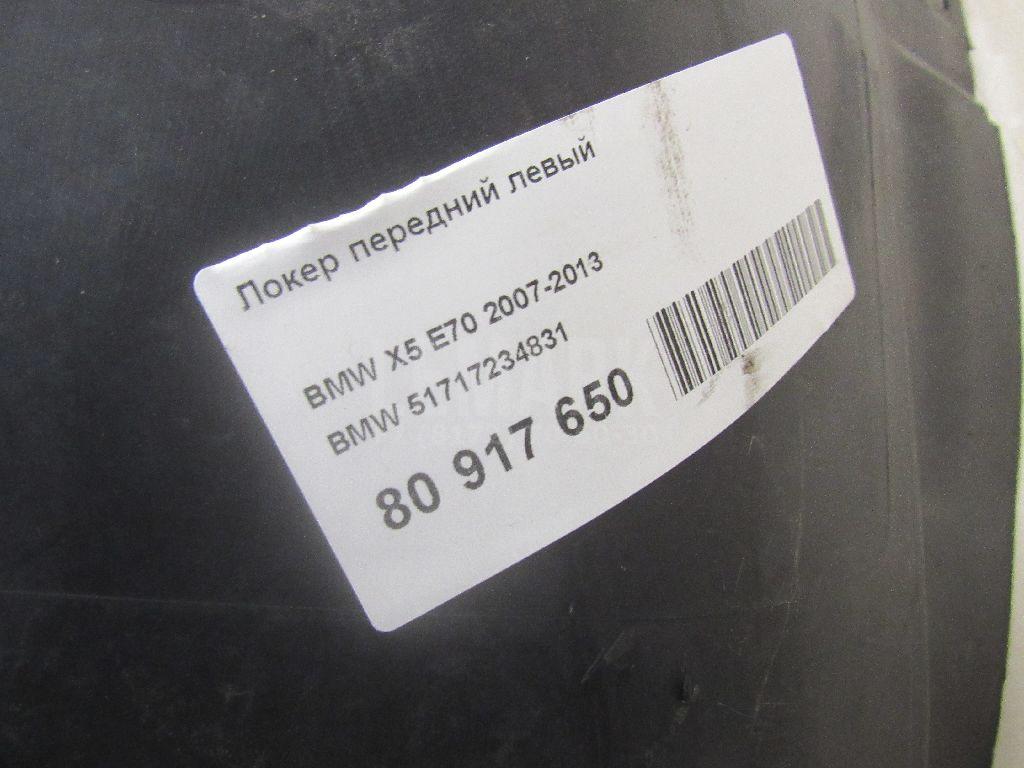 Локер передний левый
BMW X5 E70 2007-2013
BMW 51717234831
80 917 650